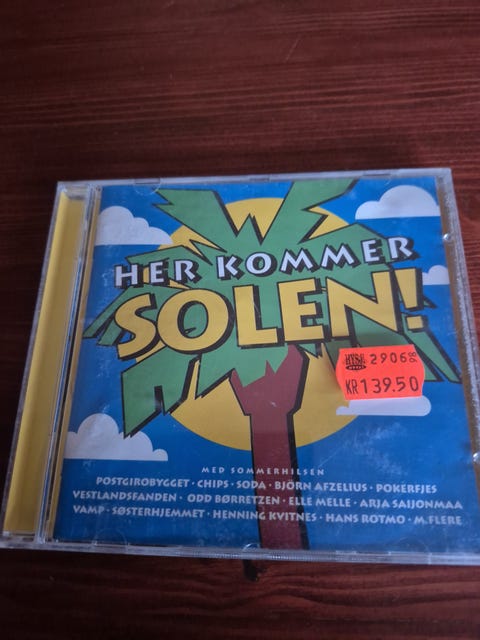 HER KOMMER
SOLEN!
2906
KR 139.50
MED SOMMERHILSEN
POSTGIROBYGGET · CHIPS · SODA · BJÖRN AFZELIUS · POKERFJES
VESTLANDSFANDEN · ODD BØRRETZEN · ELLE MELLE · ARJA SAIJONMAA
VAMP · SØSTERHJEMMET · HENNING KVITNES · HANS ROTMO · M.FLERE